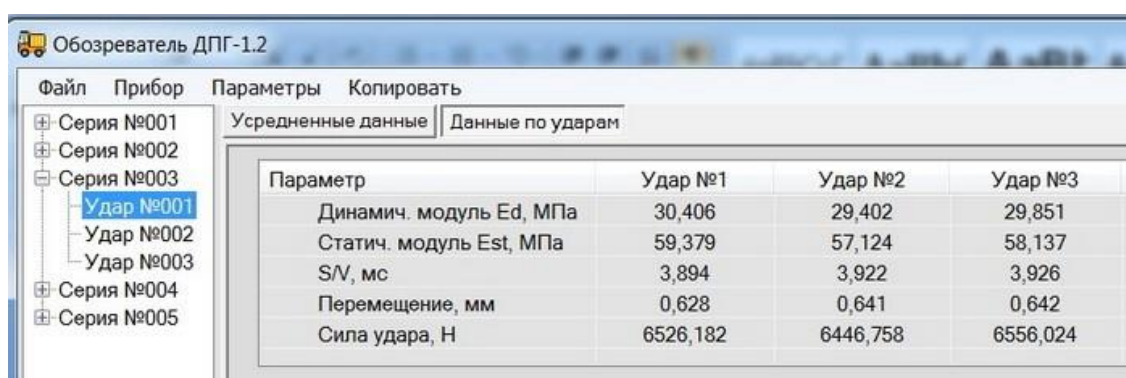 Обозреватель ДПГ-1.2
Файл Прибор Параметры Копировать
Серия №001
Серия №002
Серия №003
Удар №001
Удар №002
Удар №003
Серия №004
Серия №005
Усредненные данные Данные по ударам
Параметр Удар №1 Удар №2 Удар №3
Динамич. модуль Ed, МПа 30,406 29,402 29,851
Статич. модуль Est, МПа 59,379 57,124 58,137
S/V, мс 3,894 3,922 3,926
Перемещение, мм 0,628 0,641 0,642
Сила удара, Н 6526,182 6446,758 6556,024